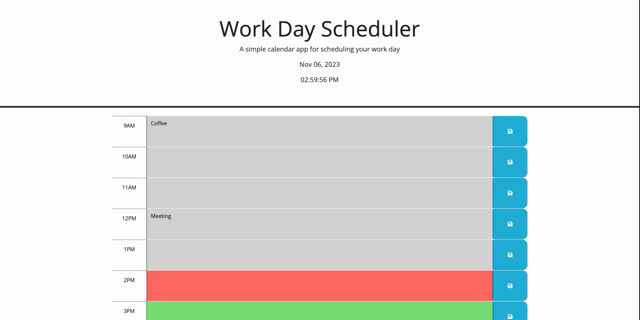 Work Day Scheduler
A simple calendar app for scheduling your work day
Nov 06, 2023
02:59:56 PM
9AM Coffee
10AM
11AM
12PM Meeting
1PM
2PM
3PM